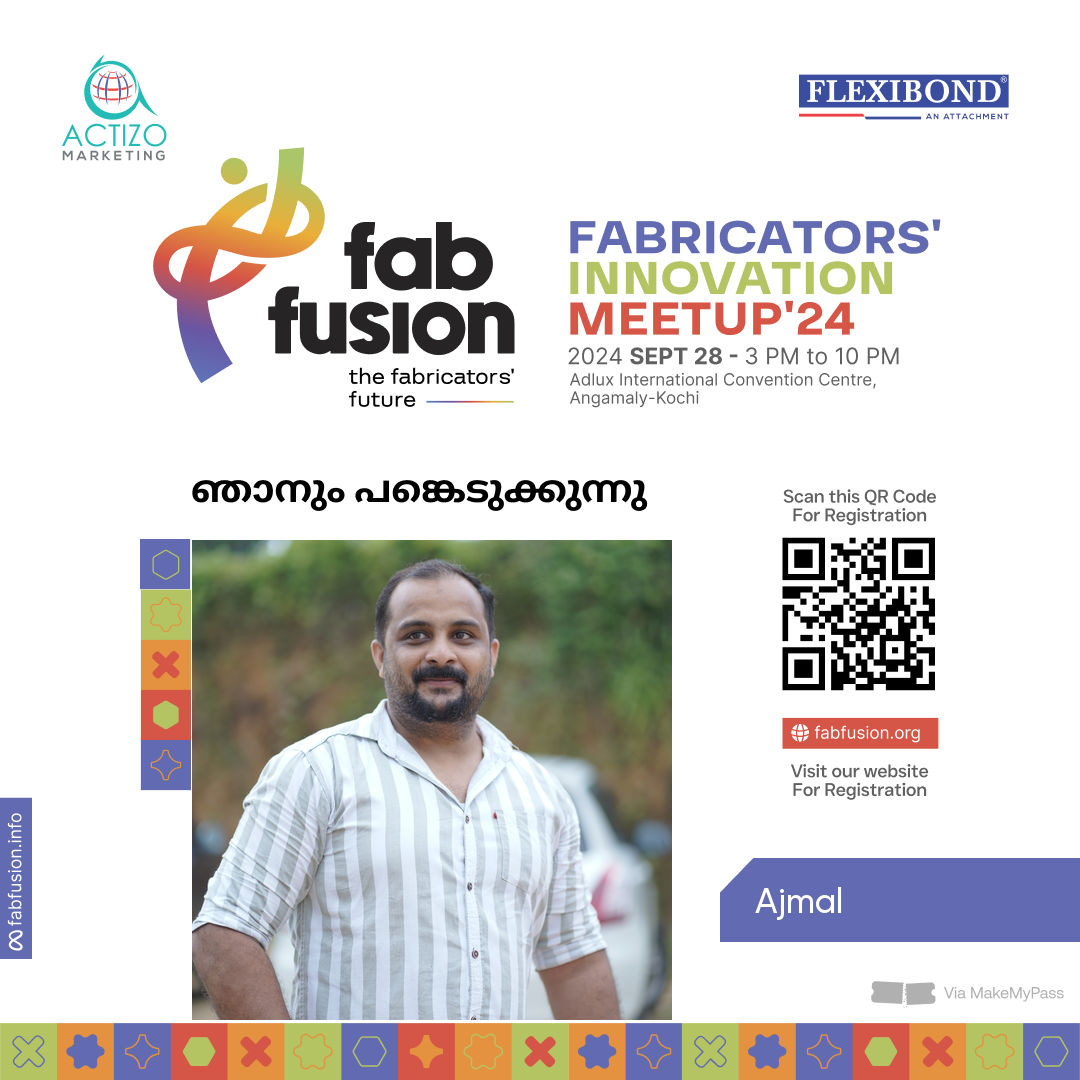 ACTIZO
MARKETING
FLEXIBOND®
AN ATTACHMENT
fab
fusion
the fabricators'
future
FABRICATORS'
INNOVATION
MEETUP'24
2024 SEPT 28 - 3 PM to 10 PM
Adlux International Convention Centre,
Angamaly-Kochi
ഞാനും പങ്കെടുക്കുന്നു
Scan this QR Code
For Registration
fabfusion.org
Visit our website
For Registration
fabfusion.info
Ajmal
Via MakeMyPass